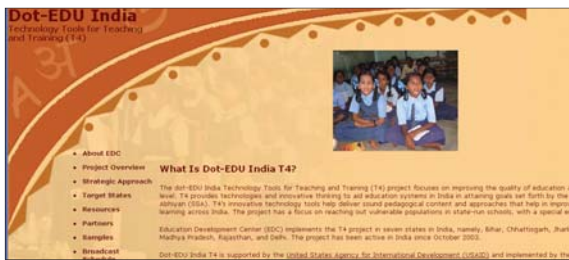 Dot-EDU India
Technology Tools for Teaching
and Training (T4)
About EDC
Project Overview
Strategic Approach
Target States
Resources
Partners
Samples
Broadcast
Schedule
What Is Dot-EDU India T4?
The dot-EDU India Technology Tools for Teaching and Training (T4) project focuses on improving the quality of education
level. T4 provides technologies and innovative thinking to aid education systems in India in attaining goals set forth by the
Abhiyan (SSA). T4's innovative technology tools help deliver sound pedagogical content and approaches that help in
learning across India. The project has a focus on reaching out vulnerable populations in state-run schools, with a special
Education Development Center (EDC) implements the T4 project in seven states in India, namely, Bihar, Chhattisgarh,
Madhya Pradesh, Rajasthan, and Delhi. The project has been active in India since October 2003.
Dot-EDU India T4 is supported by the United States Agency for International Development (USAID) and implemented by the